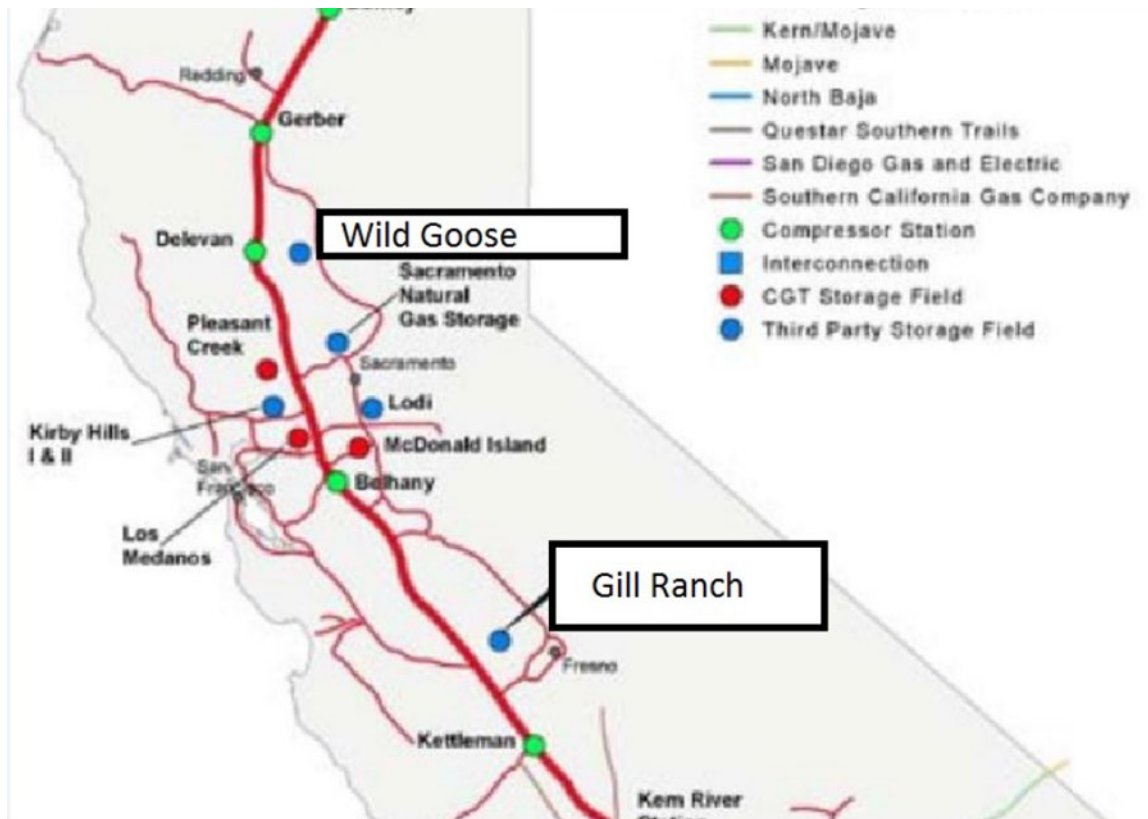 Redding
Gerber
Delevan
Wild Goose
Sacramento
Natural
Gas Storage
Pleasant
Creek
Sacramento
Lodi
Kirby Hills
I & II
McDonald Island
San
Francisco
Bethany
Los
Medanos
Gill Ranch
Fresno
Kettleman
Kern River
Kern/Mojave
Mojave
North Baja
Questar Southern Trails
San Diego Gas and Electric
Southern California Gas Company
Compressor Station
Interconnection
CGT Storage Field
Third Party Storage Field